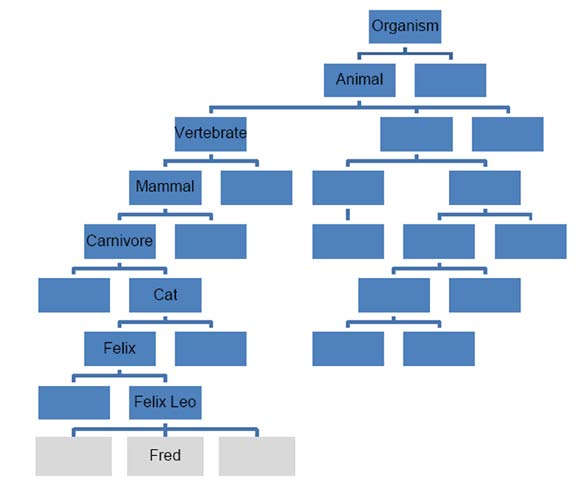 Organism
Animal
Vertebrate
Mammal
Carnivore
Cat
Felix
Felix Leo
Fred